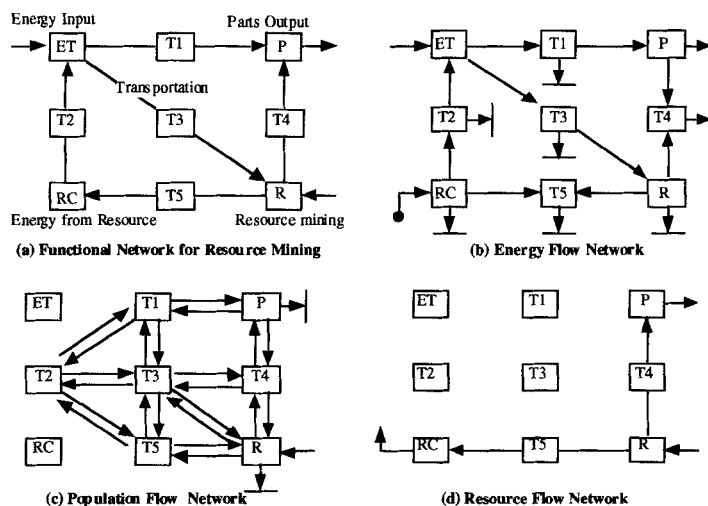 Energy Input
Parts Output
ET T1 P
Transportation
T2 T3 T4
RC T5 R
Energy from Resource
Resource mining
(a) Functional Network for Resource Mining
ET T1 P
T2 T3 T4
RC T5 R
(b) Energy Flow Network
ET T1 P
T2 T3 T4
RC T5 R
(c) Population Flow Network
ET T1 P
T2 T3 T4
RC T5 R
(d) Resource Flow Network